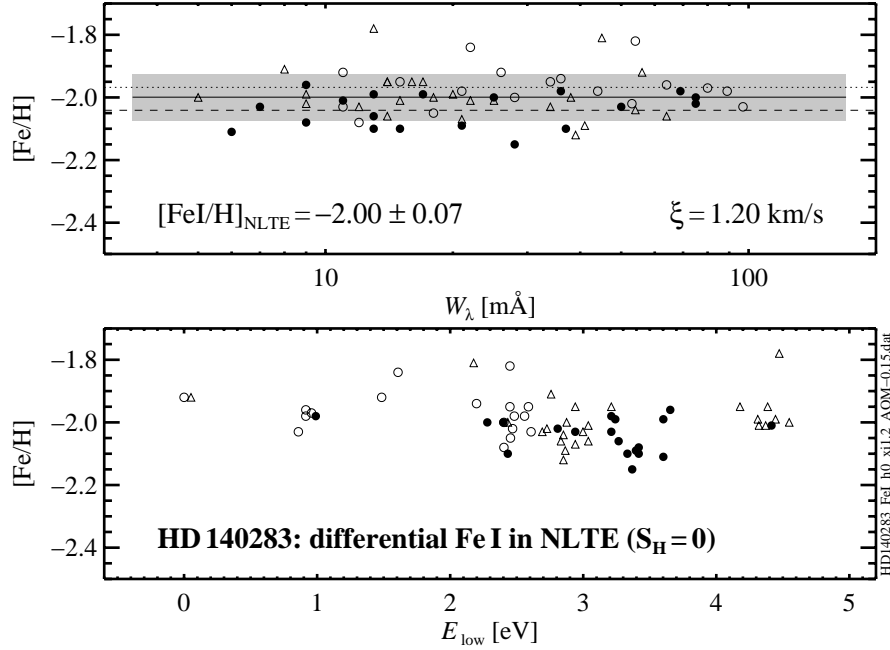 −1.8
−2.0
−2.2
−2.4
[Fe/H]
[FeI/H]NLTE = −2.00 ± 0.07
ξ = 1.20 km/s
10
100
Wλ [mÅ]
−1.8
−2.0
−2.2
−2.4
[Fe/H]
HD 140283: differential Fe I in NLTE (SH = 0)
0
1
2
3
4
5
Elow [eV]
HD140283_FeI_h0_xi1.2_AOM−0.15.dat